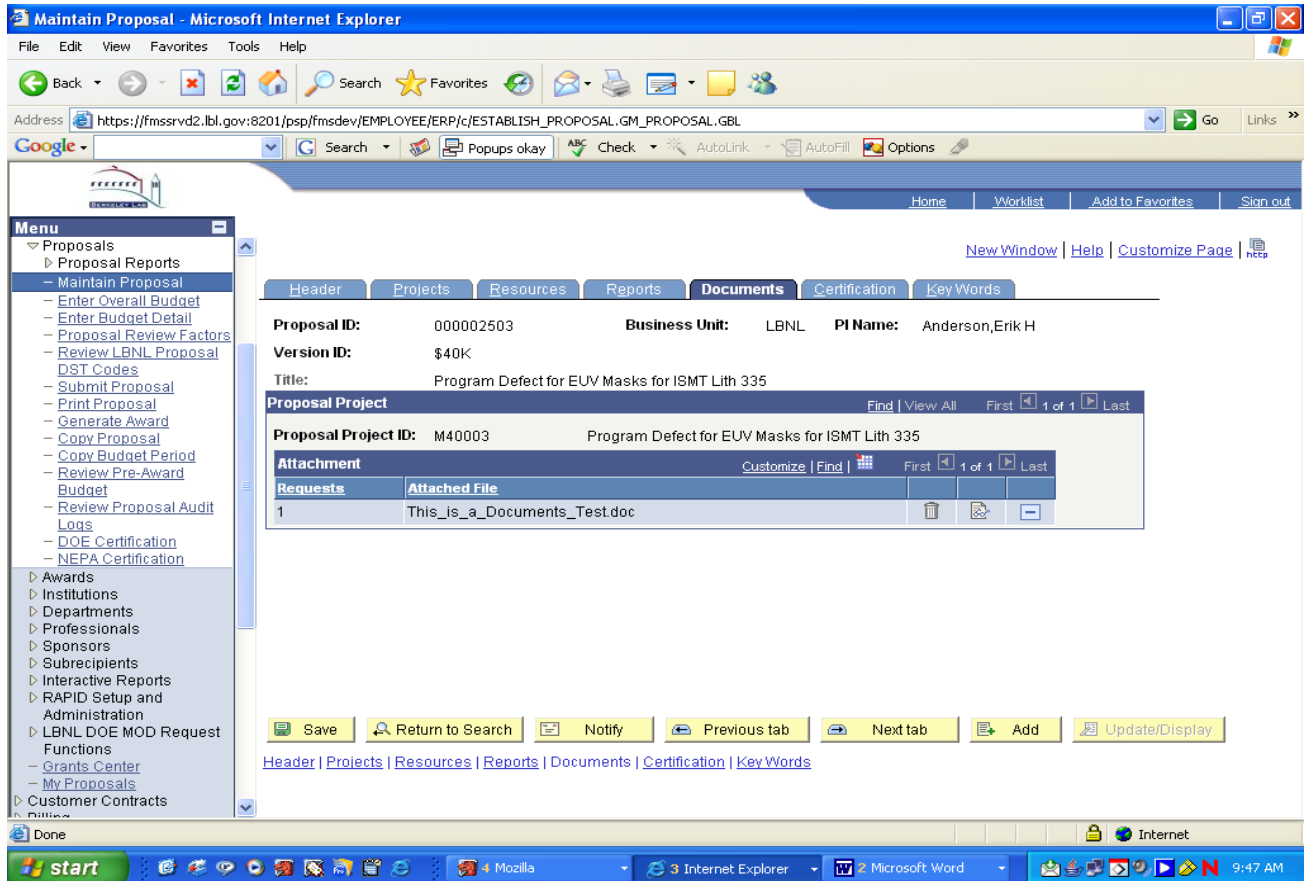 Maintain Proposal - Microsoft Internet Explorer
File Edit View Favorites Tools Help
Back Search Favorites
Address https://fmssrvd2.lbl.gov:8201/psp/fmsdev/EMPLOYEE/ERP/c/ESTABLISH_PROPOSAL.GM_PROPOSAL.GBL Go Links »
Google Search Popups okay ABC Check AutoLink AutoFill Options
BERKELEY LAB
Home Worklist Add to Favorites Sign out
New Window | Help | Customize Page | http
Menu
Proposals
Proposal Reports
Maintain Proposal
Enter Overall Budget
Enter Budget Detail
Proposal Review Factors
Review LBNL Proposal
DST Codes
Submit Proposal
Print Proposal
Generate Award
Copy Proposal
Copy Budget Period
Review Pre-Award
Budget
Review Proposal Audit
Logs
DOE Certification
NEPA Certification
Awards
Institutions
Departments
Professionals
Sponsors
Subrecipients
Interactive Reports
RAPID Setup and
Administration
LBNL DOE MOD Request
Functions
Grants Center
My Proposals
Customer Contracts
Billing
Header Projects Resources Reports Documents Certification Key Words
Proposal ID: 000002503 Business Unit: LBNL PI Name: Anderson,Erik H
Version ID: $40K
Title: Program Defect for EUV Masks for ISMT Lith 335
Proposal Project Find | View All First 1 of 1 Last
Proposal Project ID: M40003 Program Defect for EUV Masks for ISMT Lith 335
Attachment Customize | Find | First 1 of 1 Last
Requests Attached File
1 This_is_a_Documents_Test.doc
Save Return to Search Notify Previous tab Next tab Add Update/Display
Header | Projects | Resources | Reports | Documents | Certification | Key Words
Done Internet
start 4 Mozilla 3 Internet Explorer 2 Microsoft Word 9:47 AM